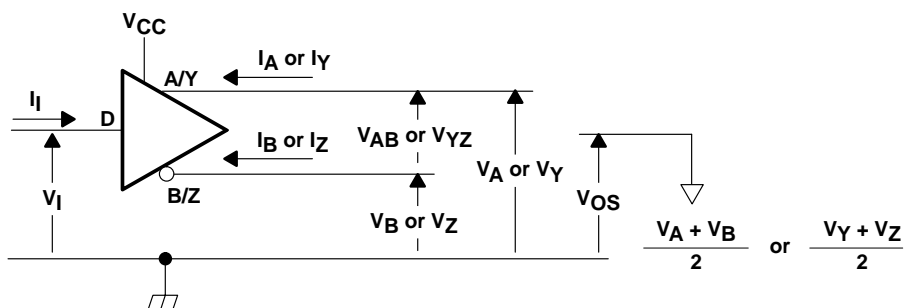 VCC
IA or IY
A/Y
II
D
IB or IZ
VAB or VYZ
VA or VY
VI
B/Z
VB or VZ
VOS
VA + VB
2
or
VY + VZ
2